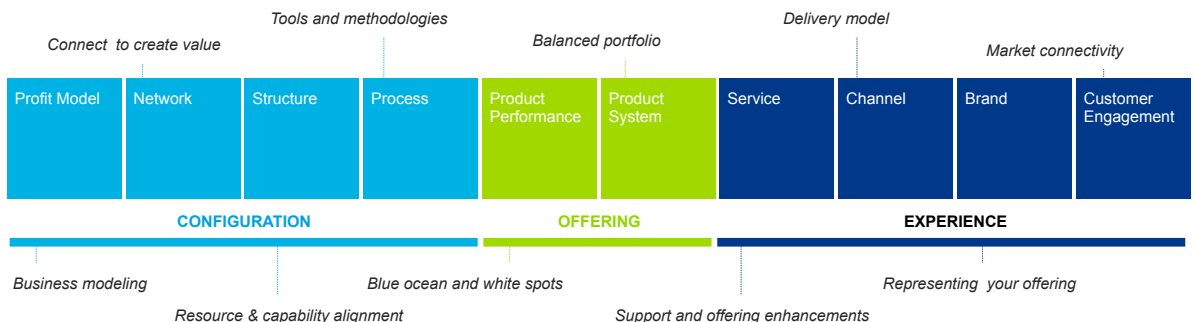 Tools and methodologies
Delivery model
Connect to create value
Balanced portfolio
Market connectivity
Profit Model
Network
Structure
Process
Product
Performance
Product
System
Service
Channel
Brand
Customer
Engagement
CONFIGURATION
OFFERING
EXPERIENCE
Business modeling
Blue ocean and white spots
Representing your offering
Resource & capability alignment
Support and offering enhancements